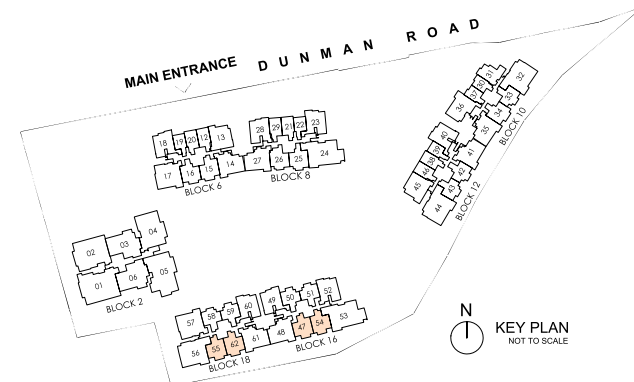 DUNMAN ROAD
MAIN ENTRANCE
18 19 20 12 13
17 16 15 14
BLOCK 6
28 29 21 22 23
27 26 25 24
BLOCK 8
31 32
30
37 33
36 34
35
BLOCK 10
40
39 41
38
46 42
45 43
44
BLOCK 12
02 03 04
01 06 05
BLOCK 2
57 58 59 60
56 55 62 61
BLOCK 18
49 50 51 52
48 47 54 53
BLOCK 16
N
KEY PLAN
NOT TO SCALE